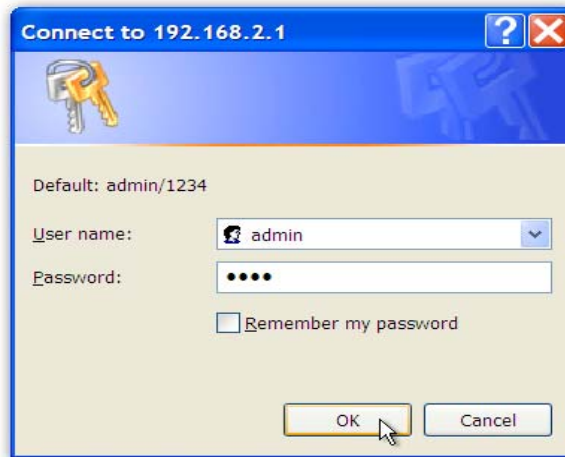 Connect to 192.168.2.1
Default: admin/1234
User name: admin
Password: ••••
Remember my password
OK Cancel